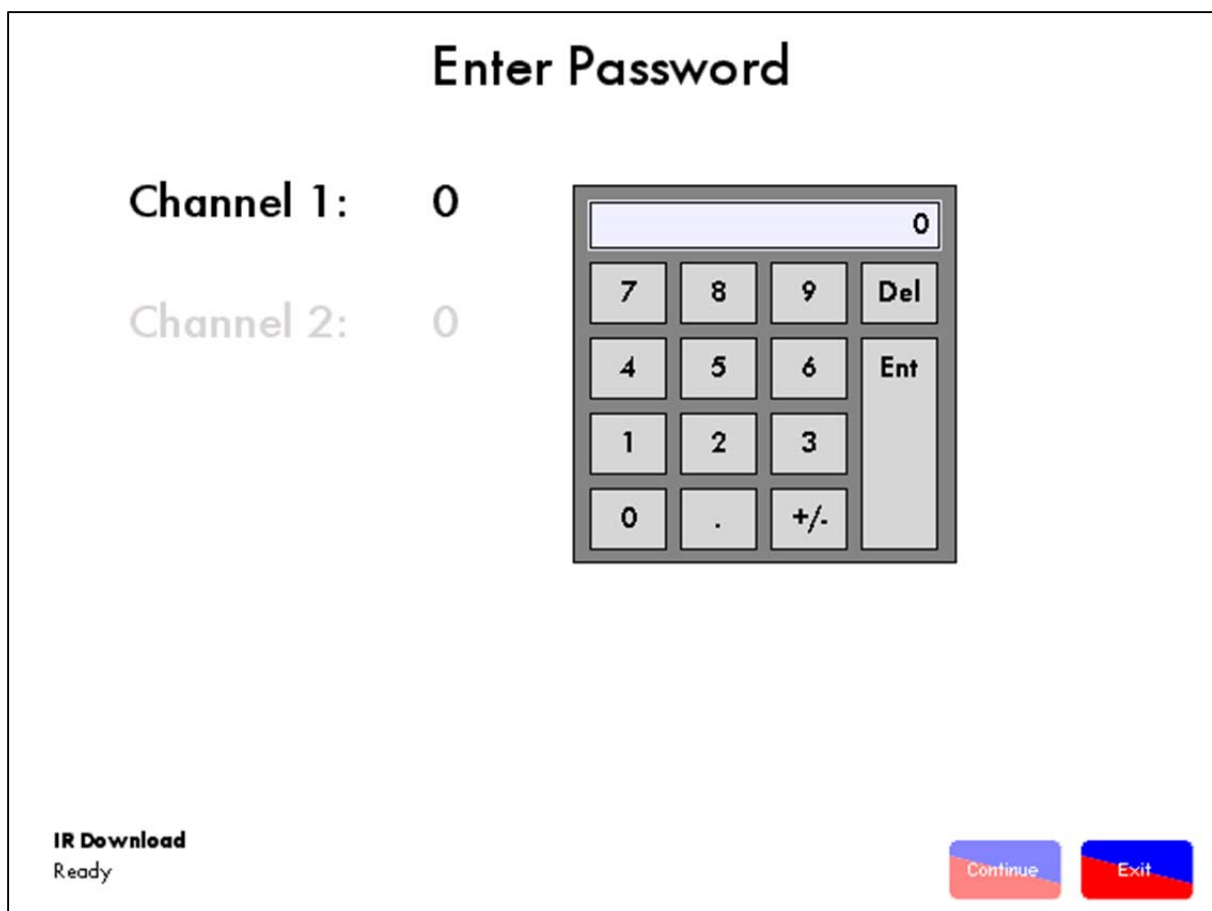 Enter Password
Channel 1: 0
Channel 2: 0
0
7 8 9 Del
4 5 6 Ent
1 2 3
0 . +/-
IR Download
Ready
Continue Exit